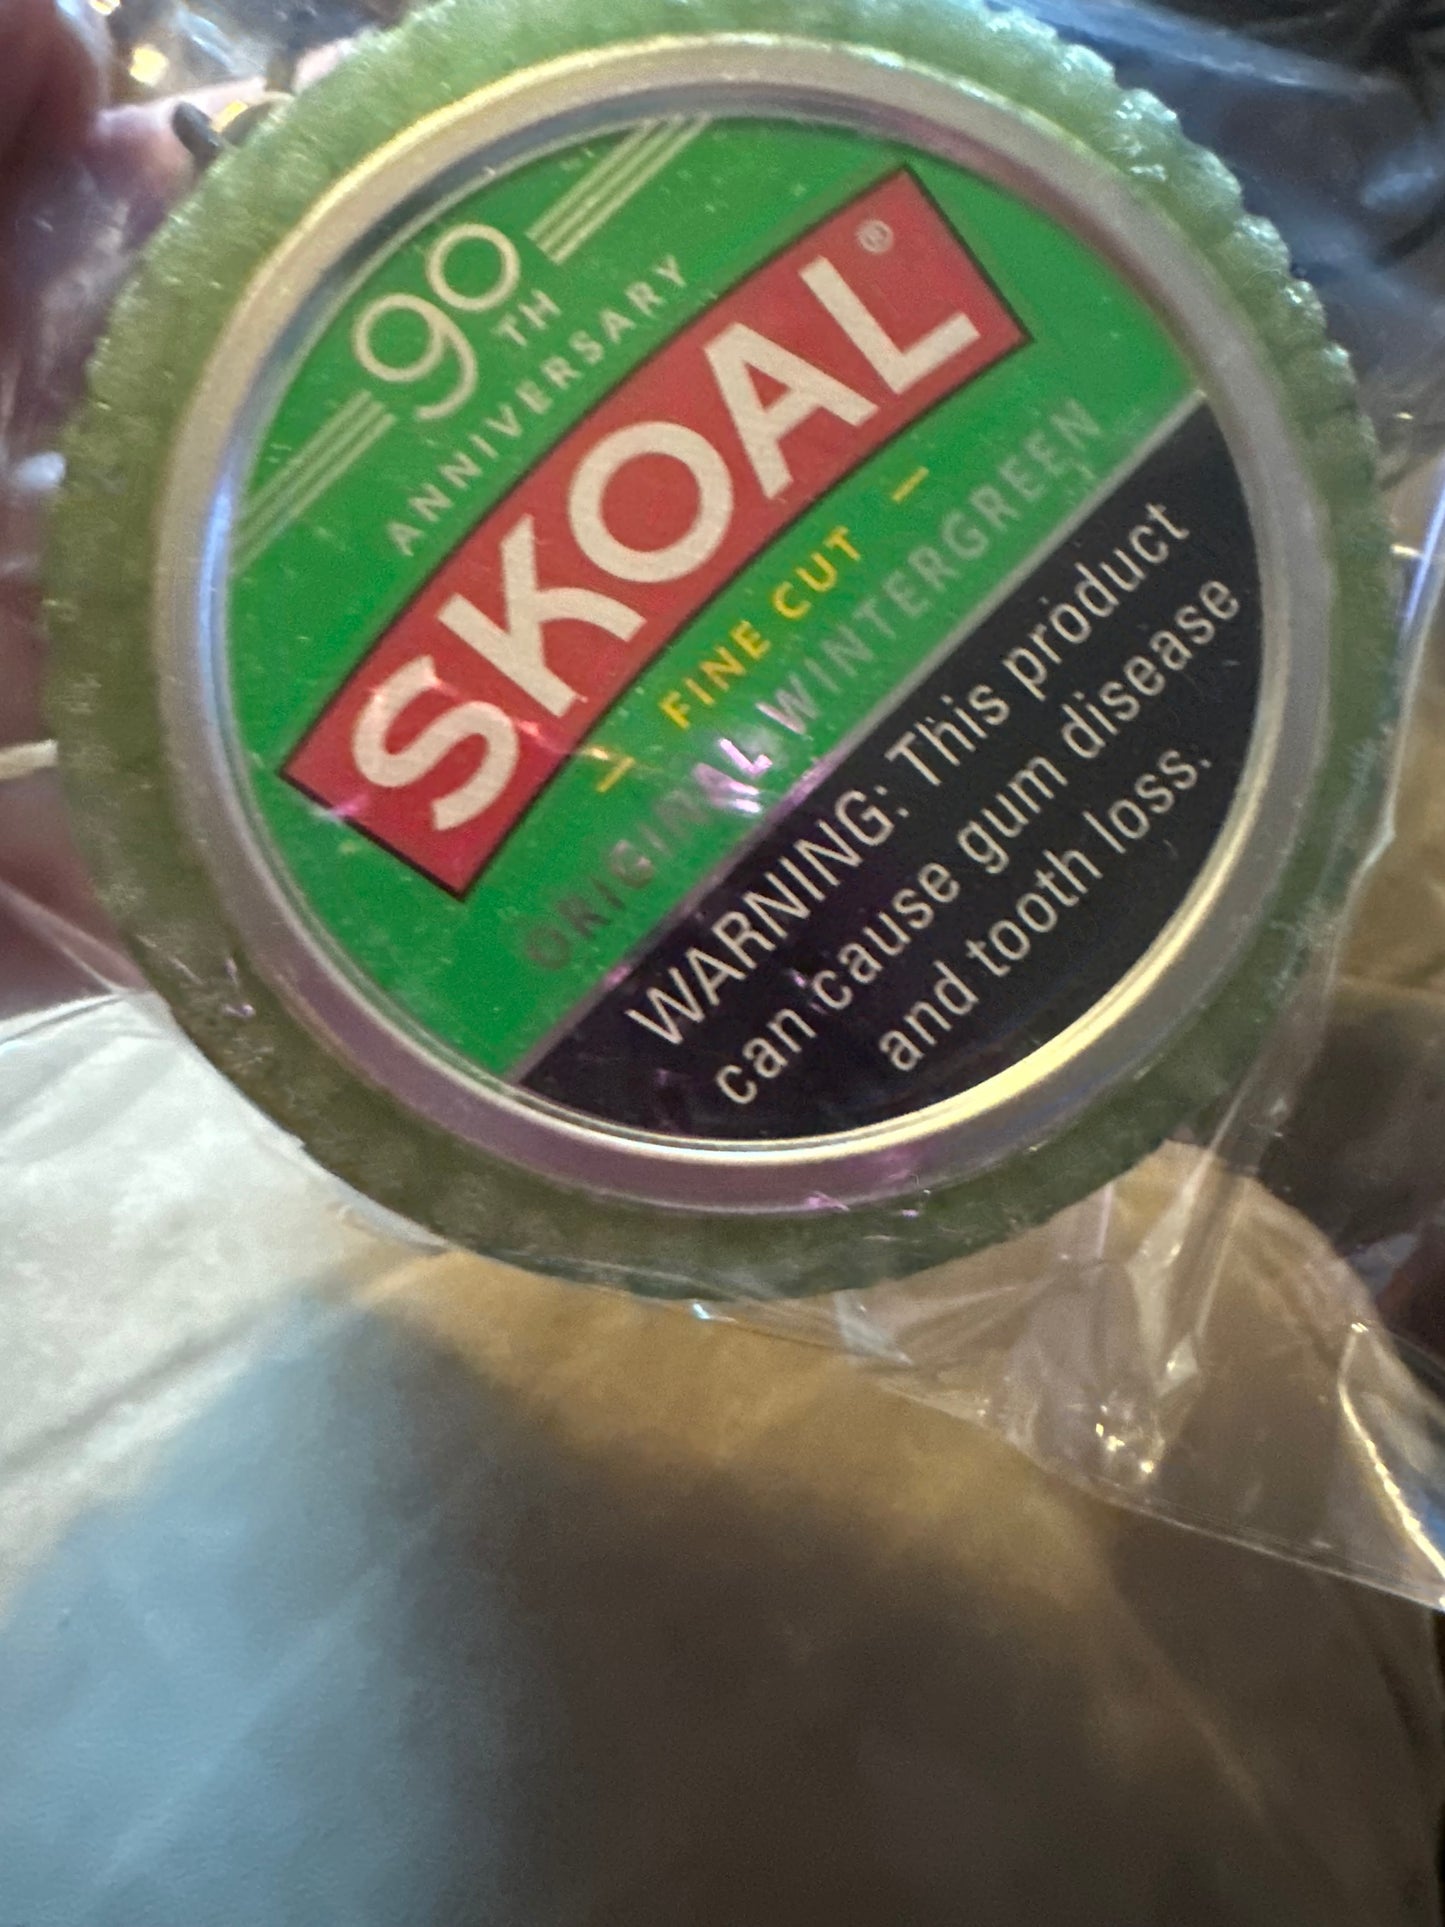 90TH
ANNIVERSARY
SKOAL®
FINE CUT
ORIGINAL WINTERGREEN
WARNING: This product
can cause gum disease
and tooth loss.